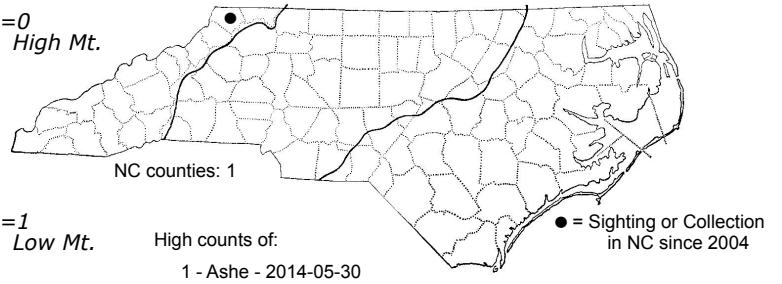 =0
High Mt.
NC counties: 1
=1
Low Mt.
High counts of:
1 - Ashe - 2014-05-30
● = Sighting or Collection
in NC since 2004